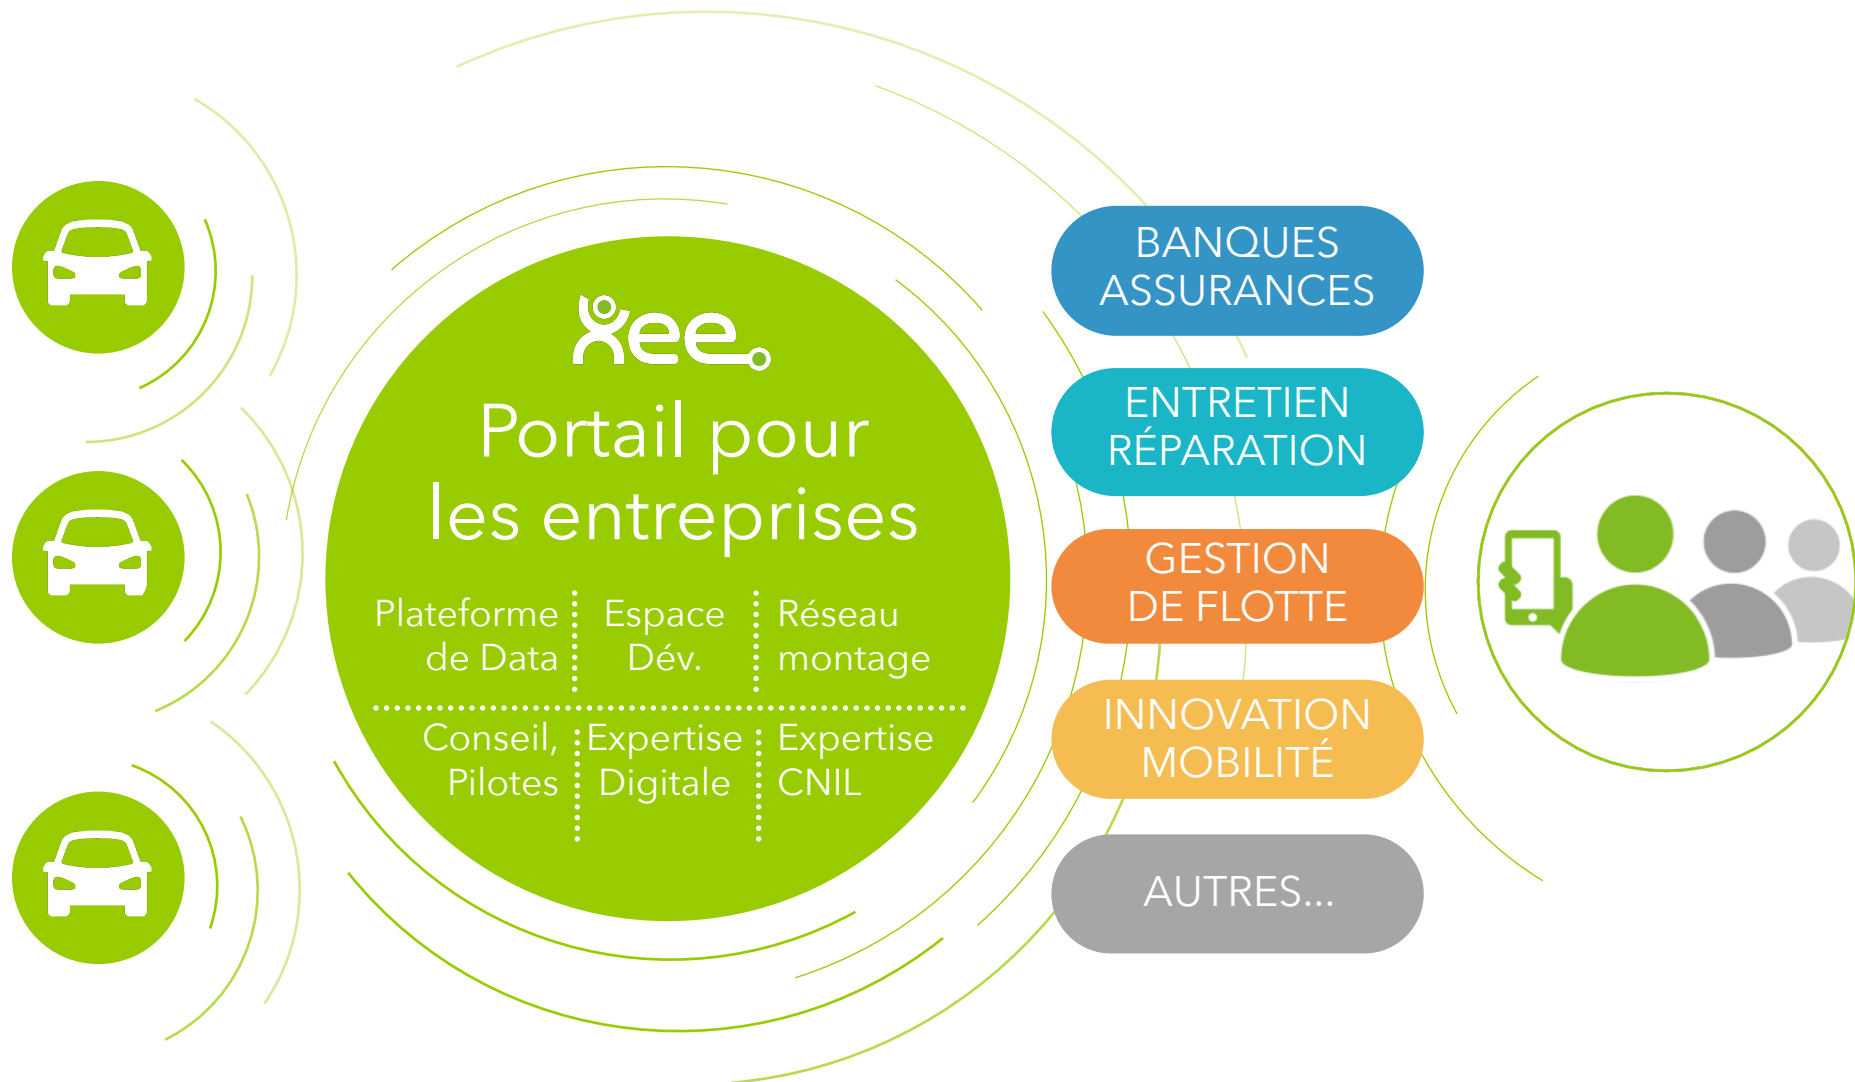 xee
Portail pour
les entreprises
Plateforme
de Data
Espace
Dév.
Réseau
montage
Conseil,
Pilotes
Expertise
Digitale
Expertise
CNIL
BANQUES
ASSURANCES
ENTRETIEN
RÉPARATION
GESTION
DE FLOTTE
INNOVATION
MOBILITÉ
AUTRES...